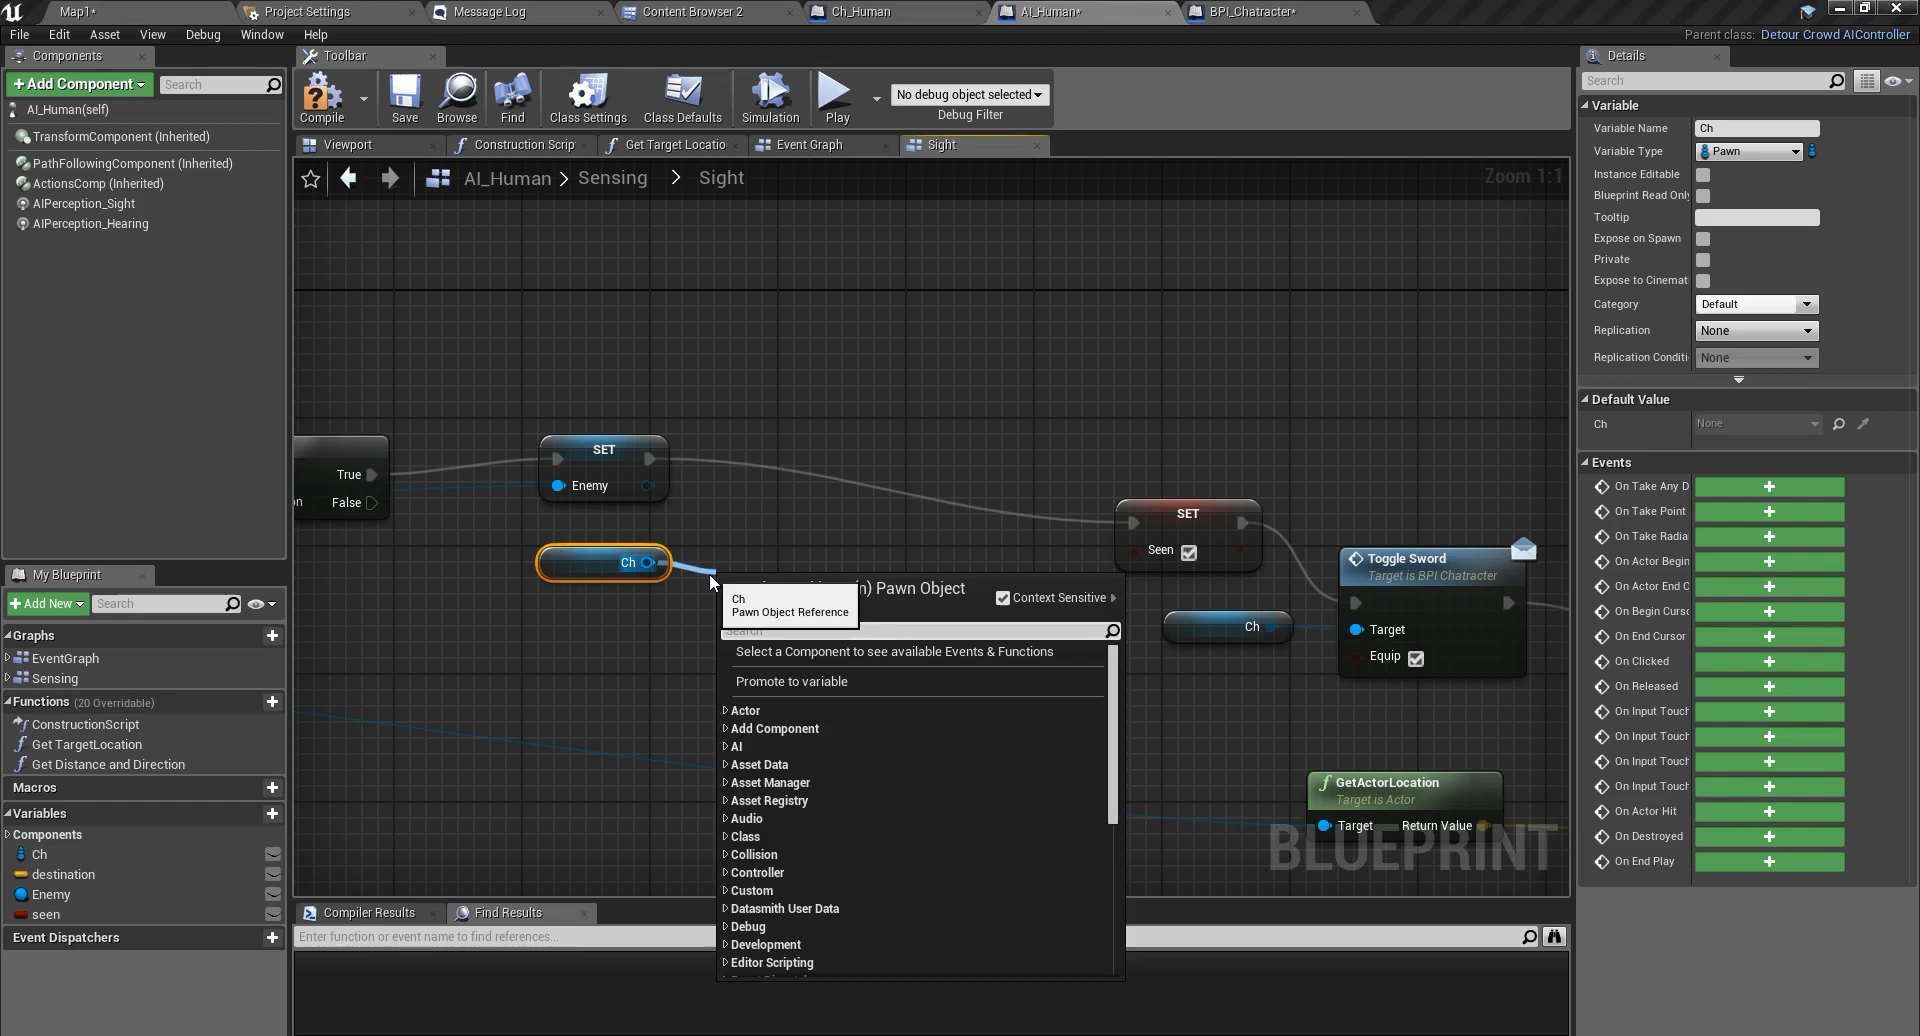 Map1*
Project Settings
Message Log
Content Browser 2
Ch_Human
AI_Human*
BPI_Chatracter*
File Edit Asset View Debug Window Help
Parent class: Detour Crowd AIController
Components
Add Component
Search
AI_Human(self)
TransformComponent (Inherited)
PathFollowingComponent (Inherited)
ActionsComp (Inherited)
AIPerception_Sight
AIPerception_Hearing
My Blueprint
Add New
Search
Graphs
EventGraph
Sensing
Functions (20 Overridable)
ConstructionScript
Get TargetLocation
Get Distance and Direction
Macros
Variables
Components
Ch
destination
Enemy
seen
Event Dispatchers
Toolbar
Compile
Save
Browse
Find
Class Settings
Class Defaults
Simulation
Play
No debug object selected
Debug Filter
Viewport
Construction Scrip
Get Target Locatio
Event Graph
Sight
AI_Human > Sensing > Sight
Zoom 1:1
True
False
on
SET
Enemy
Ch
SET
Seen
Toggle Sword
Target is BPI Chatracter
Ch
Target
Equip
GetActorLocation
Target is Actor
Target Return Value
BLUEPRINT
n) Pawn Object
Context Sensitive
Ch
Pawn Object Reference
Search
Select a Component to see available Events & Functions
Promote to variable
Actor
Add Component
AI
Asset Data
Asset Manager
Asset Registry
Audio
Class
Collision
Controller
Custom
Datasmith User Data
Debug
Development
Editor Scripting
Compiler Results
Find Results
Enter function or event name to find references...
Details
Search
Variable
Variable Name Ch
Variable Type Pawn
Instance Editable
Blueprint Read Only
Tooltip
Expose on Spawn
Private
Expose to Cinemat
Category Default
Replication None
Replication Conditi None
Default Value
Ch None
Events
On Take Any D
On Take Point
On Take Radia
On Actor Begin
On Actor End O
On Begin Curso
On End Cursor
On Clicked
On Released
On Input Touch
On Input Touch
On Input Touch
On Input Touch
On Actor Hit
On Destroyed
On End Play